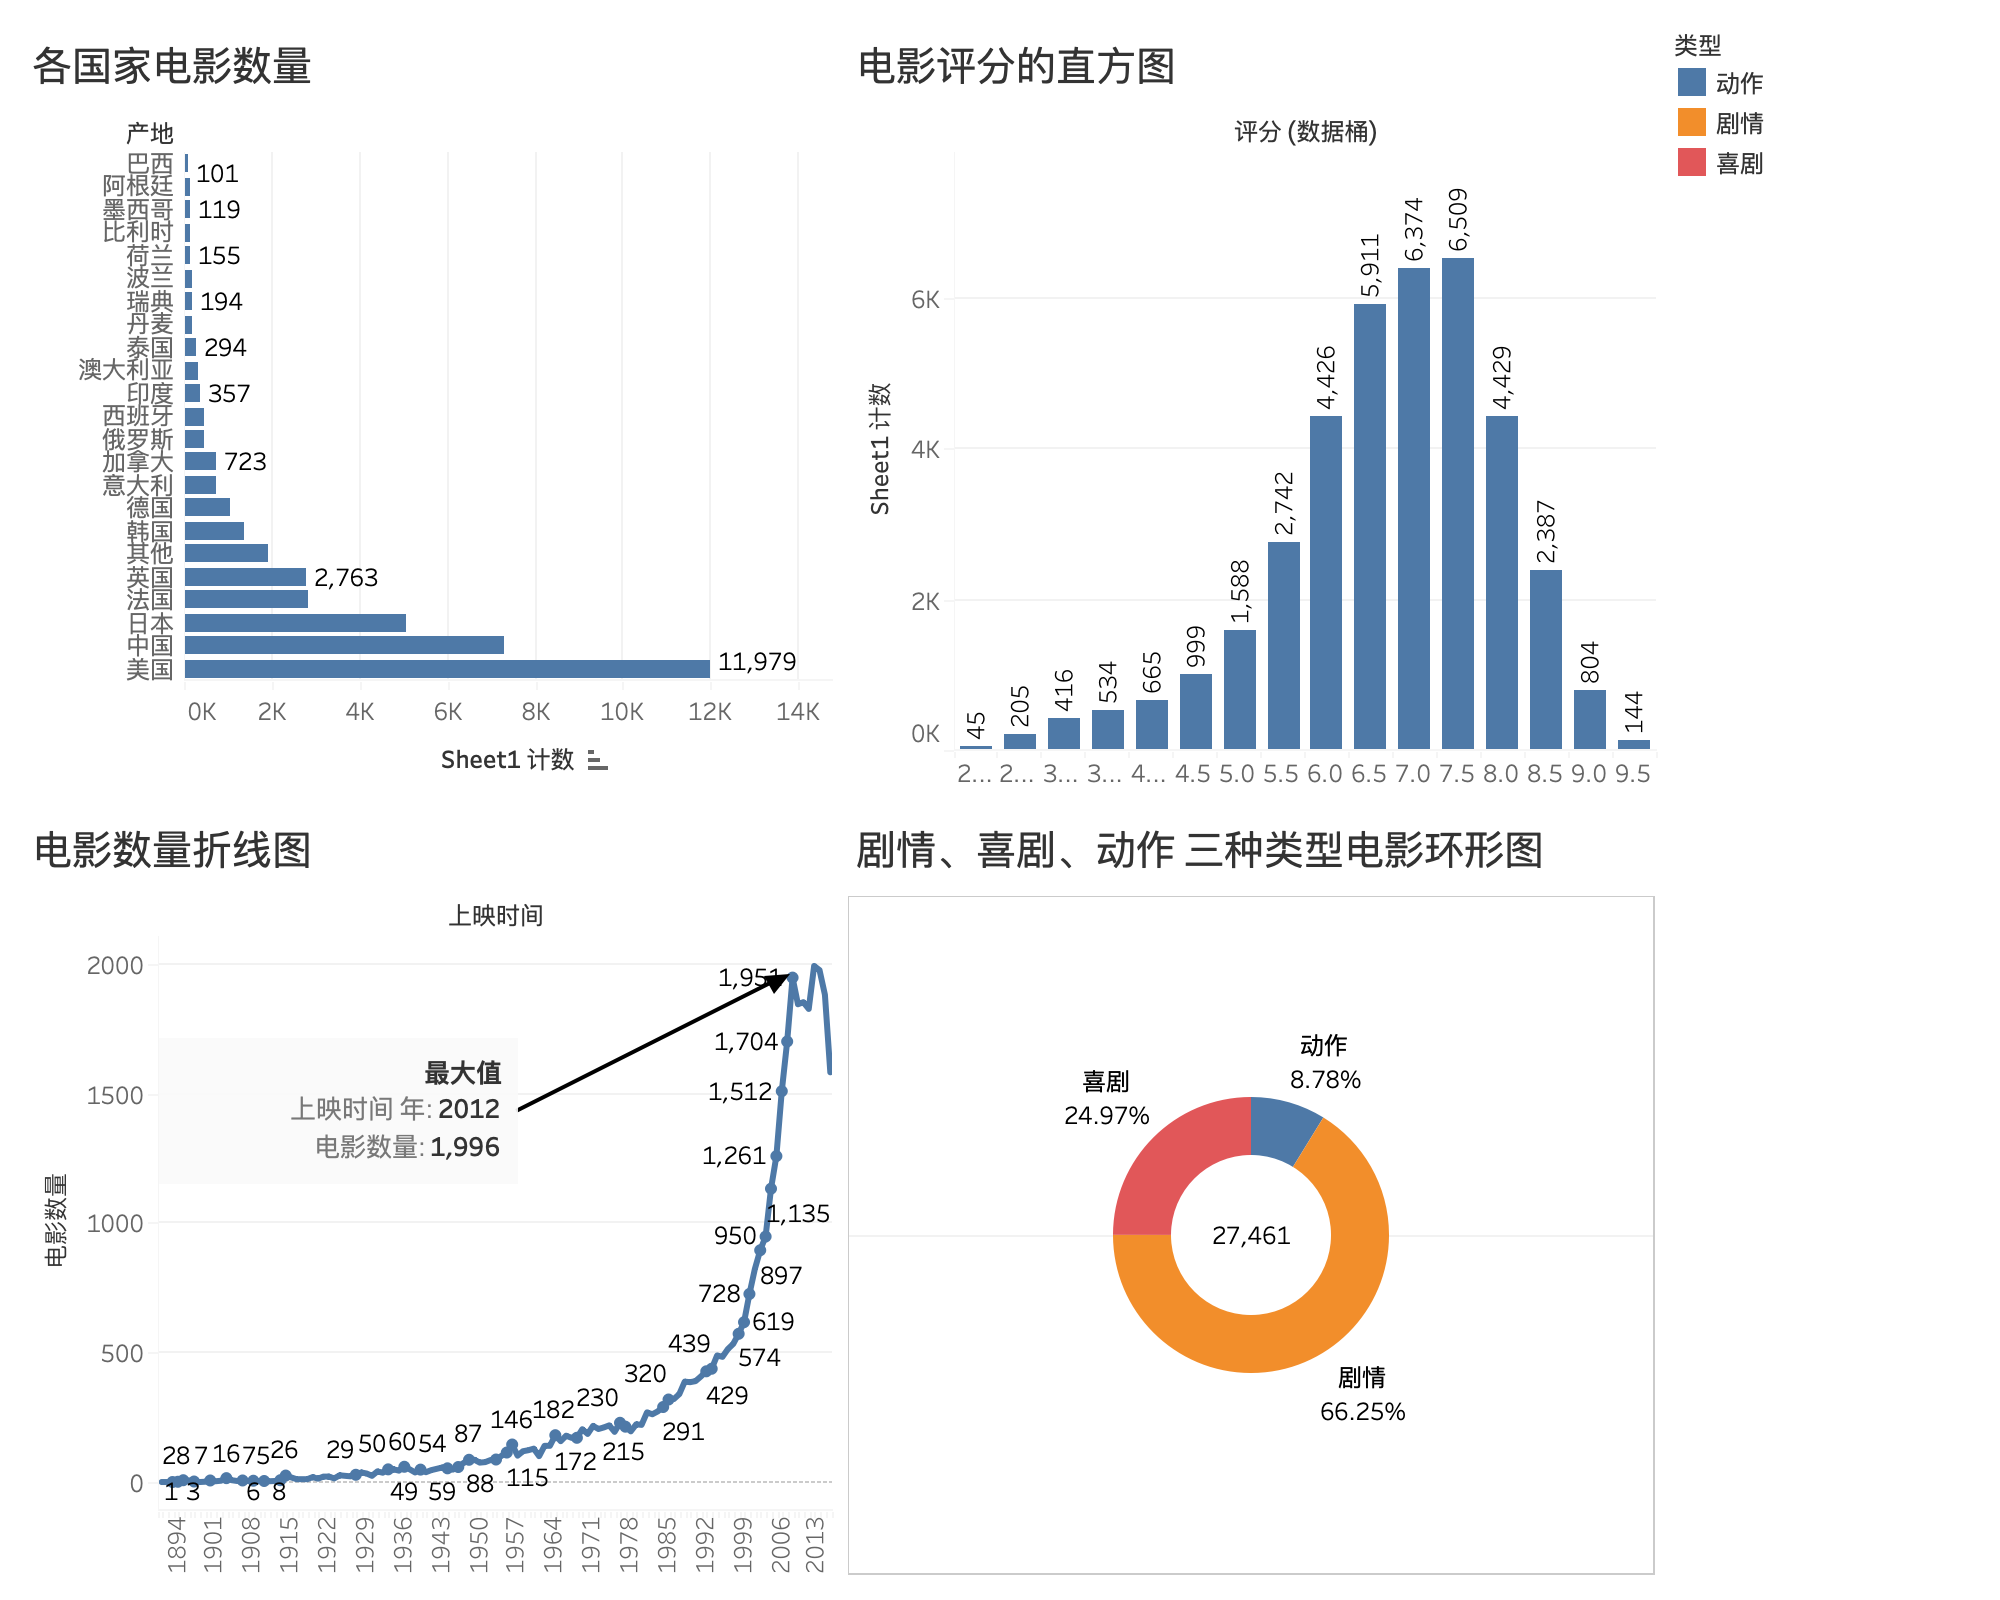 各国家电影数量
产地
巴西
阿根廷
墨西哥
比利时
荷兰
波兰
瑞典
丹麦
泰国
澳大利亚
印度
西班牙
俄罗斯
加拿大
意大利
德国
韩国
其他
英国
法国
日本
中国
美国
101
119
155
194
294
357
723
2,763
11,979
0K 2K 4K 6K 8K 10K 12K 14K
Sheet1 计数
电影评分的直方图
评分 (数据桶)
Sheet1 计数
6K
4K
2K
0K
45 205 416 534 665 999 1,588 2,742 4,426 5,911 6,374 6,509 4,429 2,387 804 144
2... 2... 3... 3... 4... 4.5 5.0 5.5 6.0 6.5 7.0 7.5 8.0 8.5 9.0 9.5
类型
动作
剧情
喜剧
电影数量折线图
上映时间
电影数量
2000
1500
1000
500
0
1,951
1,704
1,512
1,261
1,135
950
897
728
619
574
439
429
320
291
230
215
182
172
146
115
87
88
54
59
60
49
50
29
26
8
75
6
16
7
3
28
1
最大值
上映时间 年: 2012
电影数量: 1,996
1894 1901 1908 1915 1922 1929 1936 1943 1950 1957 1964 1971 1978 1985 1992 1999 2006 2013
剧情、喜剧、动作 三种类型电影环形图
动作
8.78%
喜剧
24.97%
27,461
剧情
66.25%